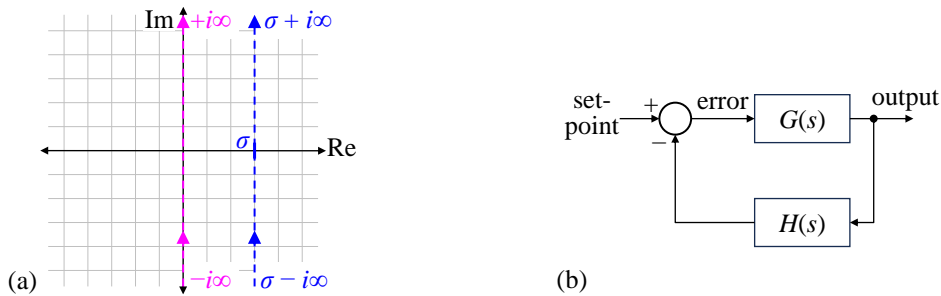 Im
+i∞
σ + i∞
σ
Re
−i∞
σ − i∞
(a)
set-
point
+
−
error
G(s)
output
H(s)
(b)